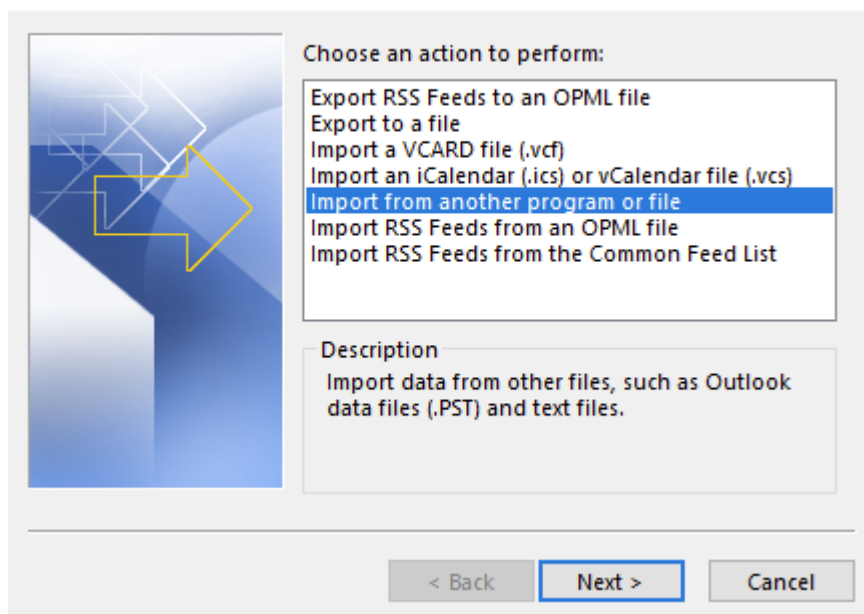 Choose an action to perform:
Export RSS Feeds to an OPML file
Export to a file
Import a VCARD file (.vcf)
Import an iCalendar (.ics) or vCalendar file (.vcs)
Import from another program or file
Import RSS Feeds from an OPML file
Import RSS Feeds from the Common Feed List
Description
Import data from other files, such as Outlook
data files (.PST) and text files.
< Back
Next >
Cancel